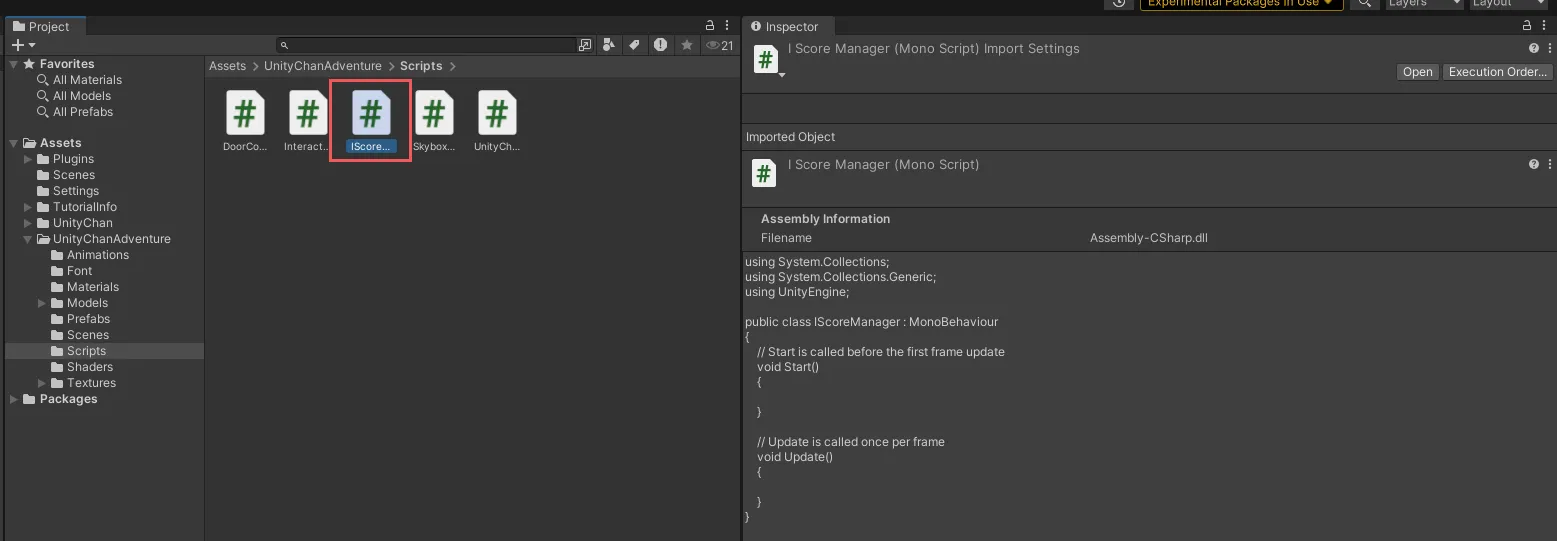 Experimental Packages In Use
Layers
Layout
Project
21
Favorites
All Materials
All Models
All Prefabs
Assets
Plugins
Scenes
Settings
TutorialInfo
UnityChan
UnityChanAdventure
Animations
Font
Materials
Models
Prefabs
Scenes
Scripts
Shaders
Textures
Packages
Assets > UnityChanAdventure > Scripts >
# # # # #
DoorCo... Interact... IScore... Skybox... UnityCh...
Inspector
# I Score Manager (Mono Script) Import Settings
Open Execution Order...
Imported Object
# I Score Manager (Mono Script)
Assembly Information
Filename Assembly-CSharp.dll
using System.Collections;
using System.Collections.Generic;
using UnityEngine;
public class IScoreManager : MonoBehaviour
{
// Start is called before the first frame update
void Start()
{
}
// Update is called once per frame
void Update()
{
}
}